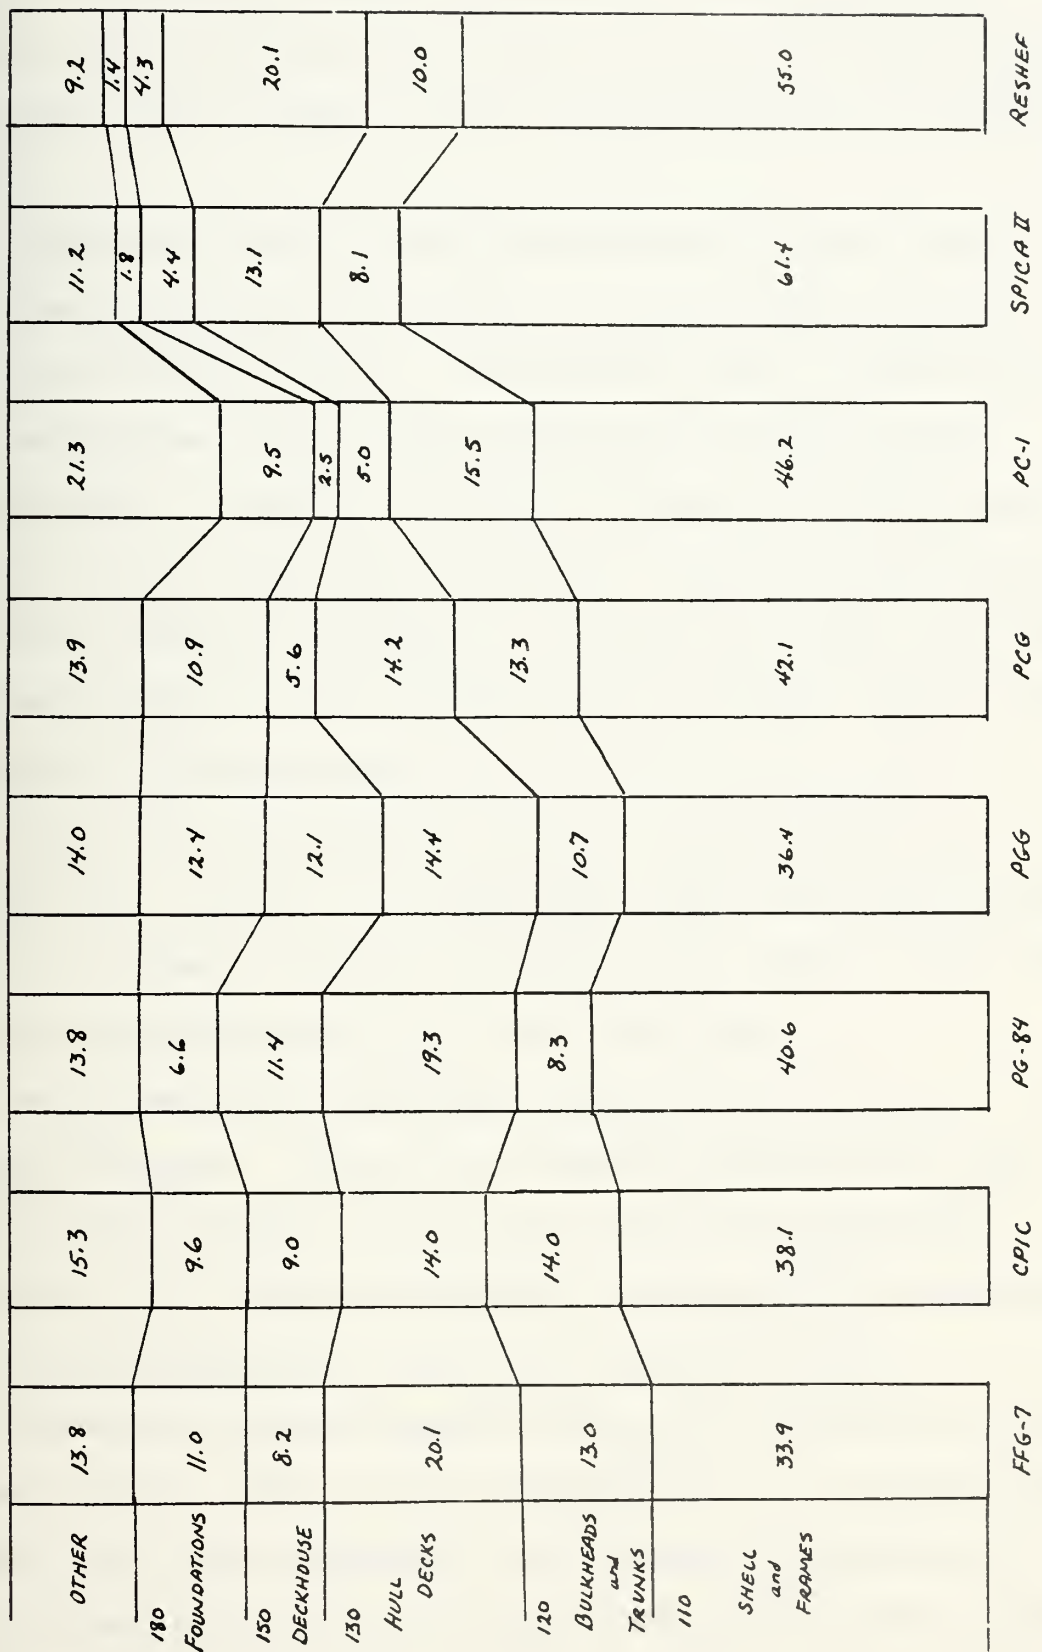 OTHER 13.8 15.3 13.8 14.0 13.9 21.3 11.2 9.2
180
FOUNDATIONS 11.0 9.6 6.6 12.4 10.9 9.5 1.8 1.4
150
DECKHOUSE 8.2 9.0 11.4 12.1 5.6 2.5 4.4 4.3
130
HULL
DECKS 20.1 14.0 19.3 14.4 14.2 5.0 13.1 20.1
120
BULKHEADS
and
TRUNKS 13.0 14.0 8.3 10.7 13.3 15.5 8.1 10.0
110
SHELL
and
FRAMES 33.9 38.1 40.6 36.4 42.1 46.2 61.4 55.0
FFG-7 CPIC PG-84 PGG PCG PC-1 SPICA II RESHEF